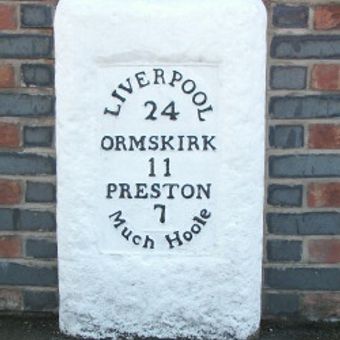 LIVERPOOL
24
ORMSKIRK
11
PRESTON
7
Much Hoole